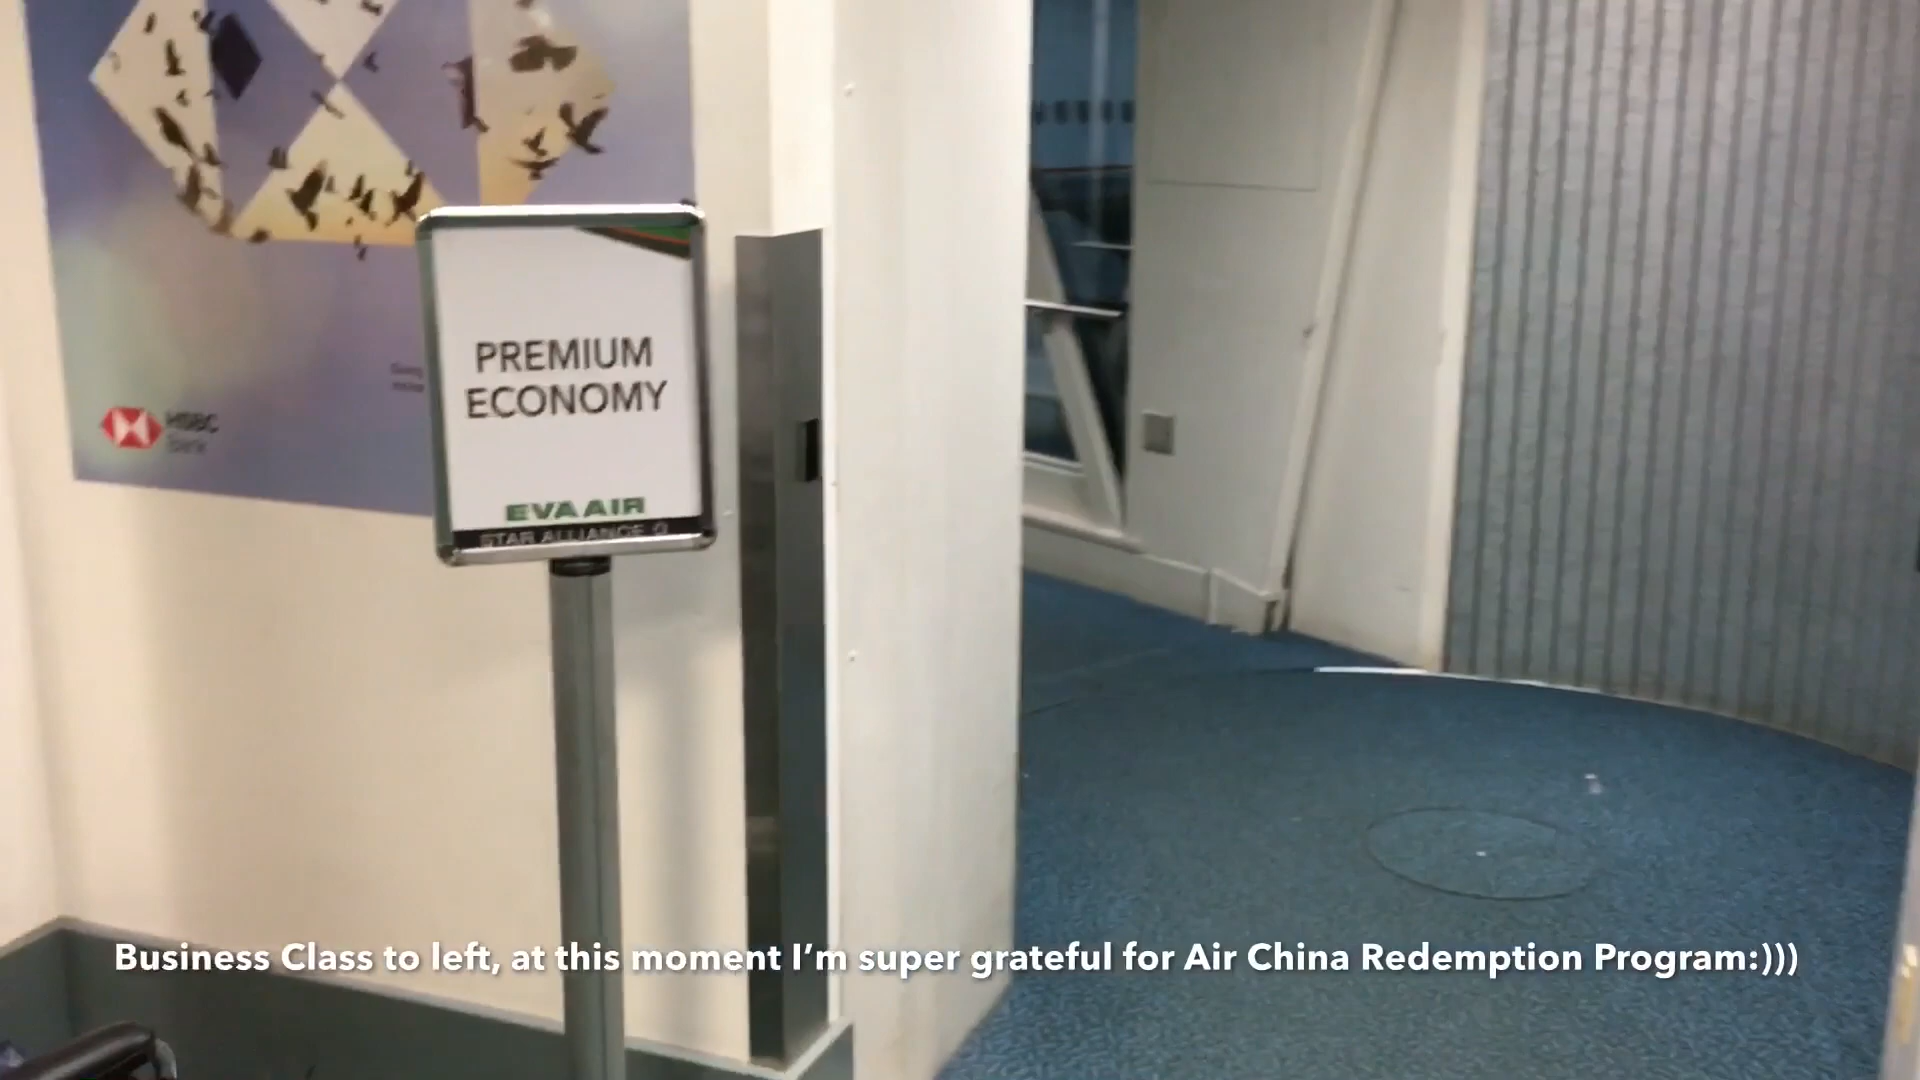 PREMIUM
ECONOMY
EVA AIR
STAR ALLIANCE
HSBC
Bank
Business Class to left, at this moment I'm super grateful for Air China Redemption Program:)))